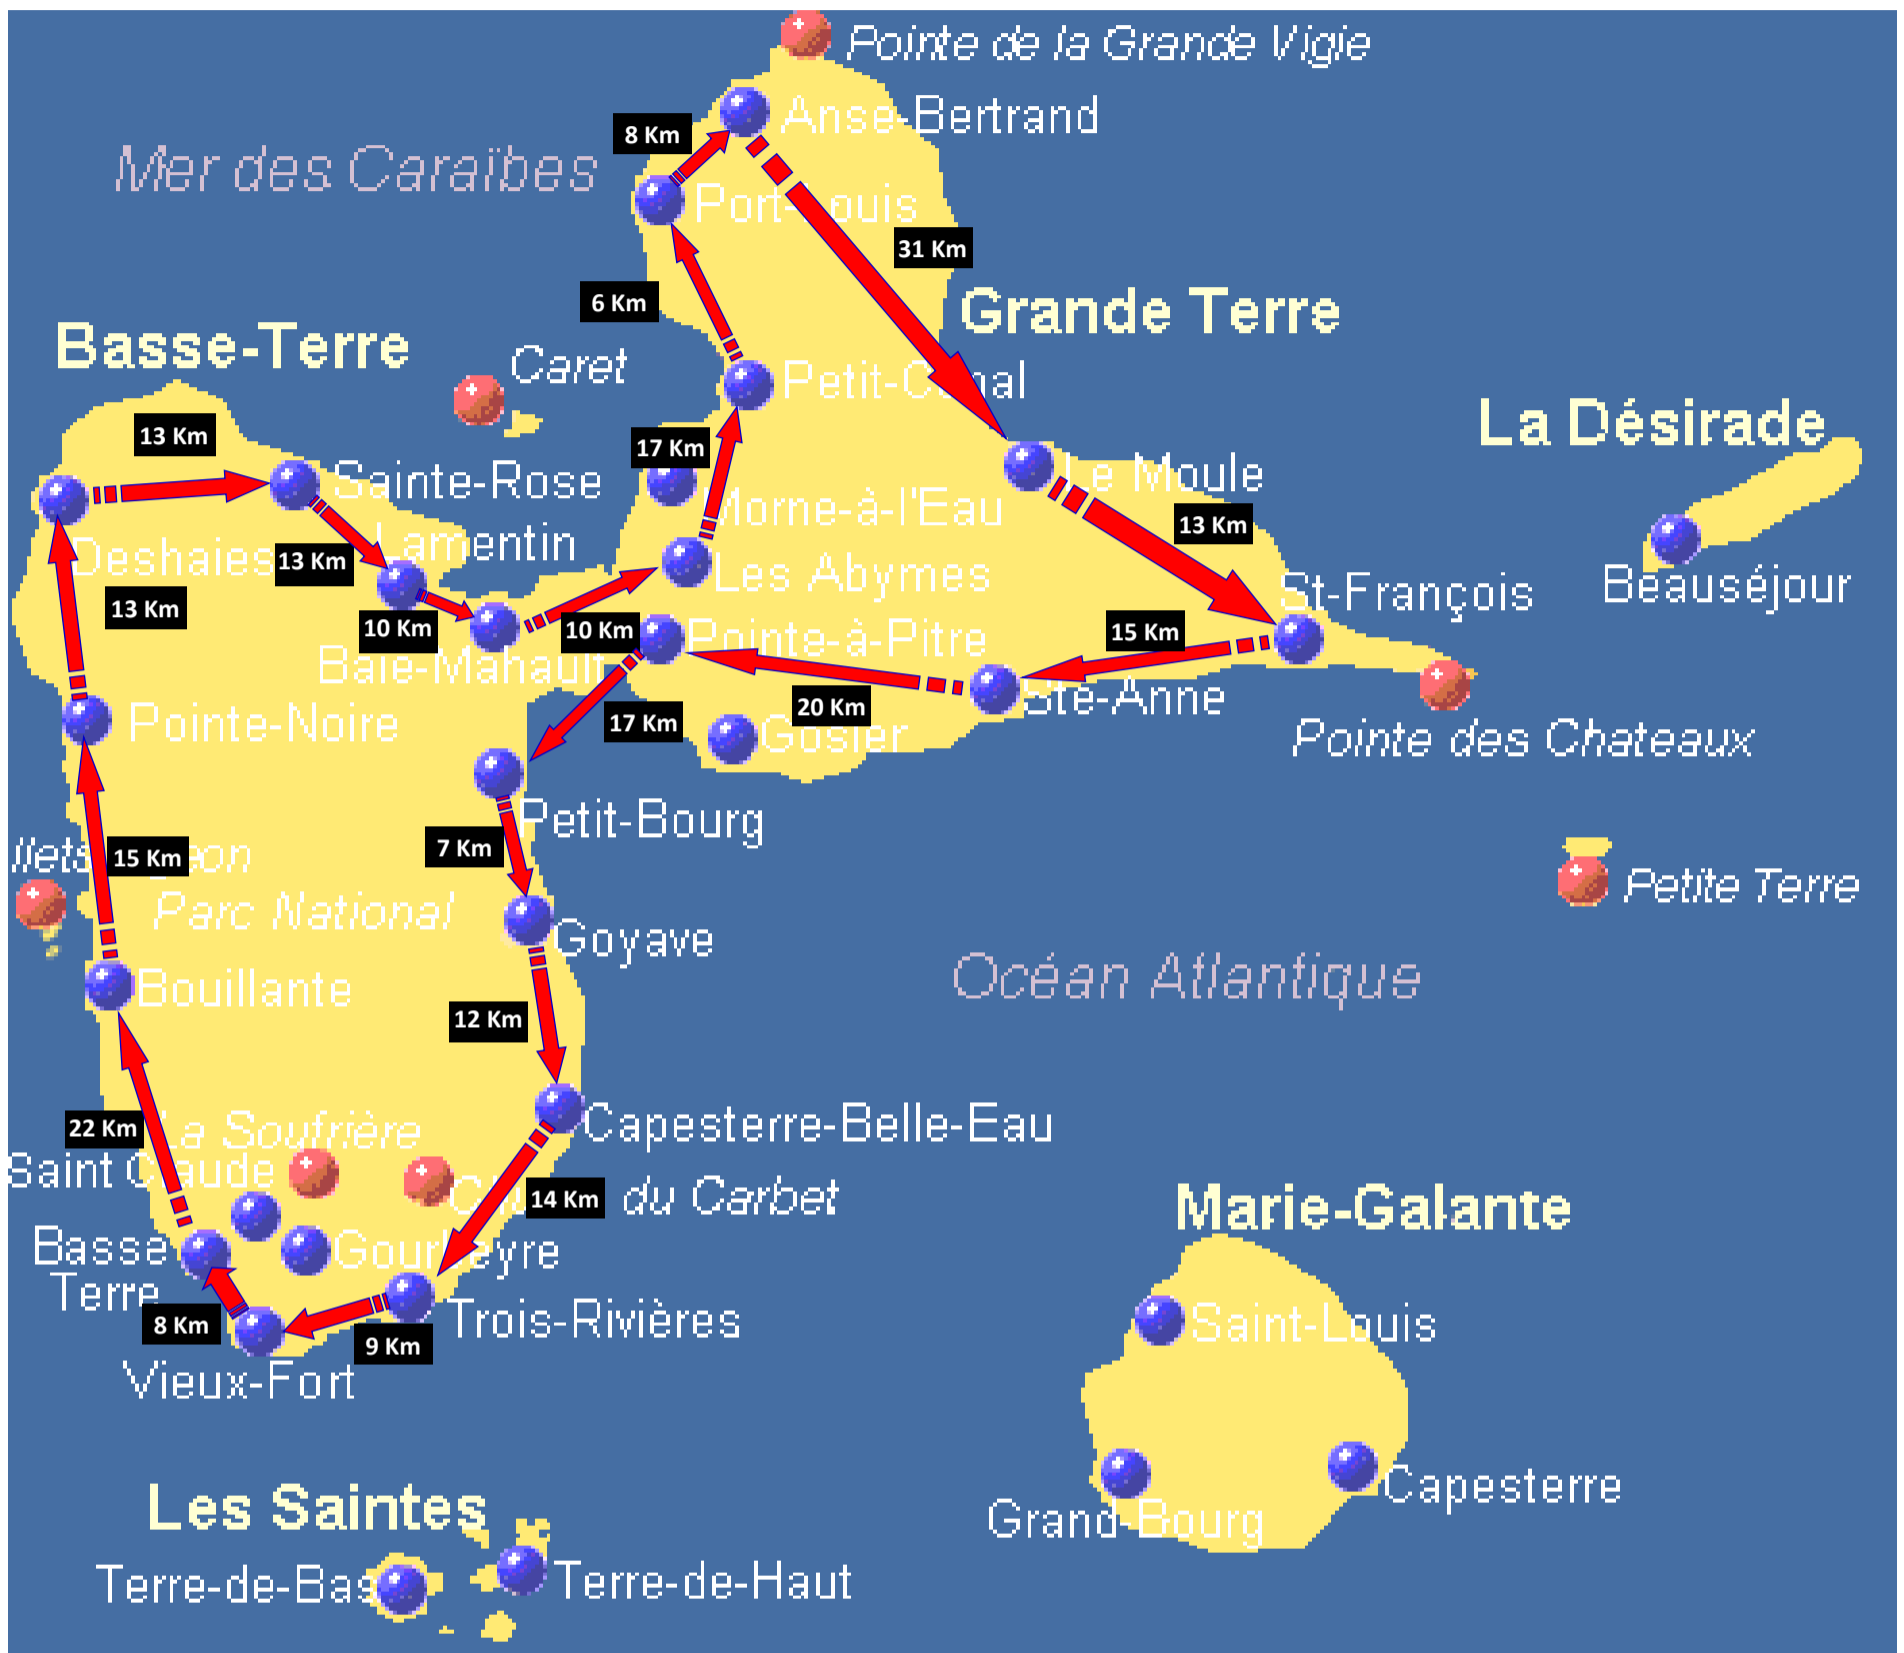 Pointe de la Grande Vigie
Anse-Bertrand
8 Km
Mer des Caraïbes
Port-Louis
31 Km
6 Km
Grande Terre
Basse-Terre
Caret
Petit-Canal
La Désirade
13 Km
17 Km
Sainte-Rose
Le Moule
Morne-à-l'Eau
13 Km
Lamentin
Deshaies
13 Km
Les Abymes
Beauséjour
St-François
13 Km
10 Km
10 Km
15 Km
Pointe-à-Pitre
Baie-Mahault
Ste-Anne
20 Km
Pointe-Noire
17 Km
Gosier
Pointe des Chateaux
Petit-Bourg
7 Km
15 Km
Ilets
Parc National
Petite Terre
Goyave
Océan Atlantique
Bouillante
12 Km
22 Km
La Soufrière
Capesterre-Belle-Eau
Saint Claude
14 Km
du Carbet
Marie-Galante
Basse
Terre
Gourbeyre
8 Km
9 Km
Trois-Rivières
Saint-Louis
Vieux-Fort
Capesterre
Les Saintes
Grand-Bourg
Terre-de-Bas
Terre-de-Haut